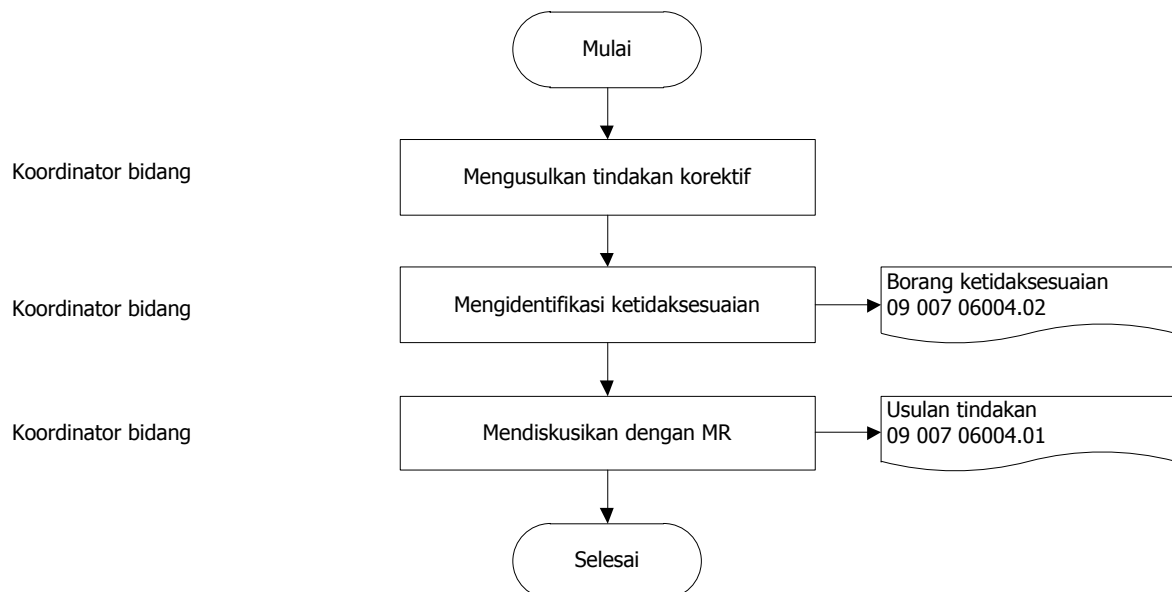 Mulai
Koordinator bidang
Mengusulkan tindakan korektif
Koordinator bidang
Mengidentifikasi ketidaksesuaian
Borang ketidaksesuaian
09 007 06004.02
Koordinator bidang
Mendiskusikan dengan MR
Usulan tindakan
09 007 06004.01
Selesai